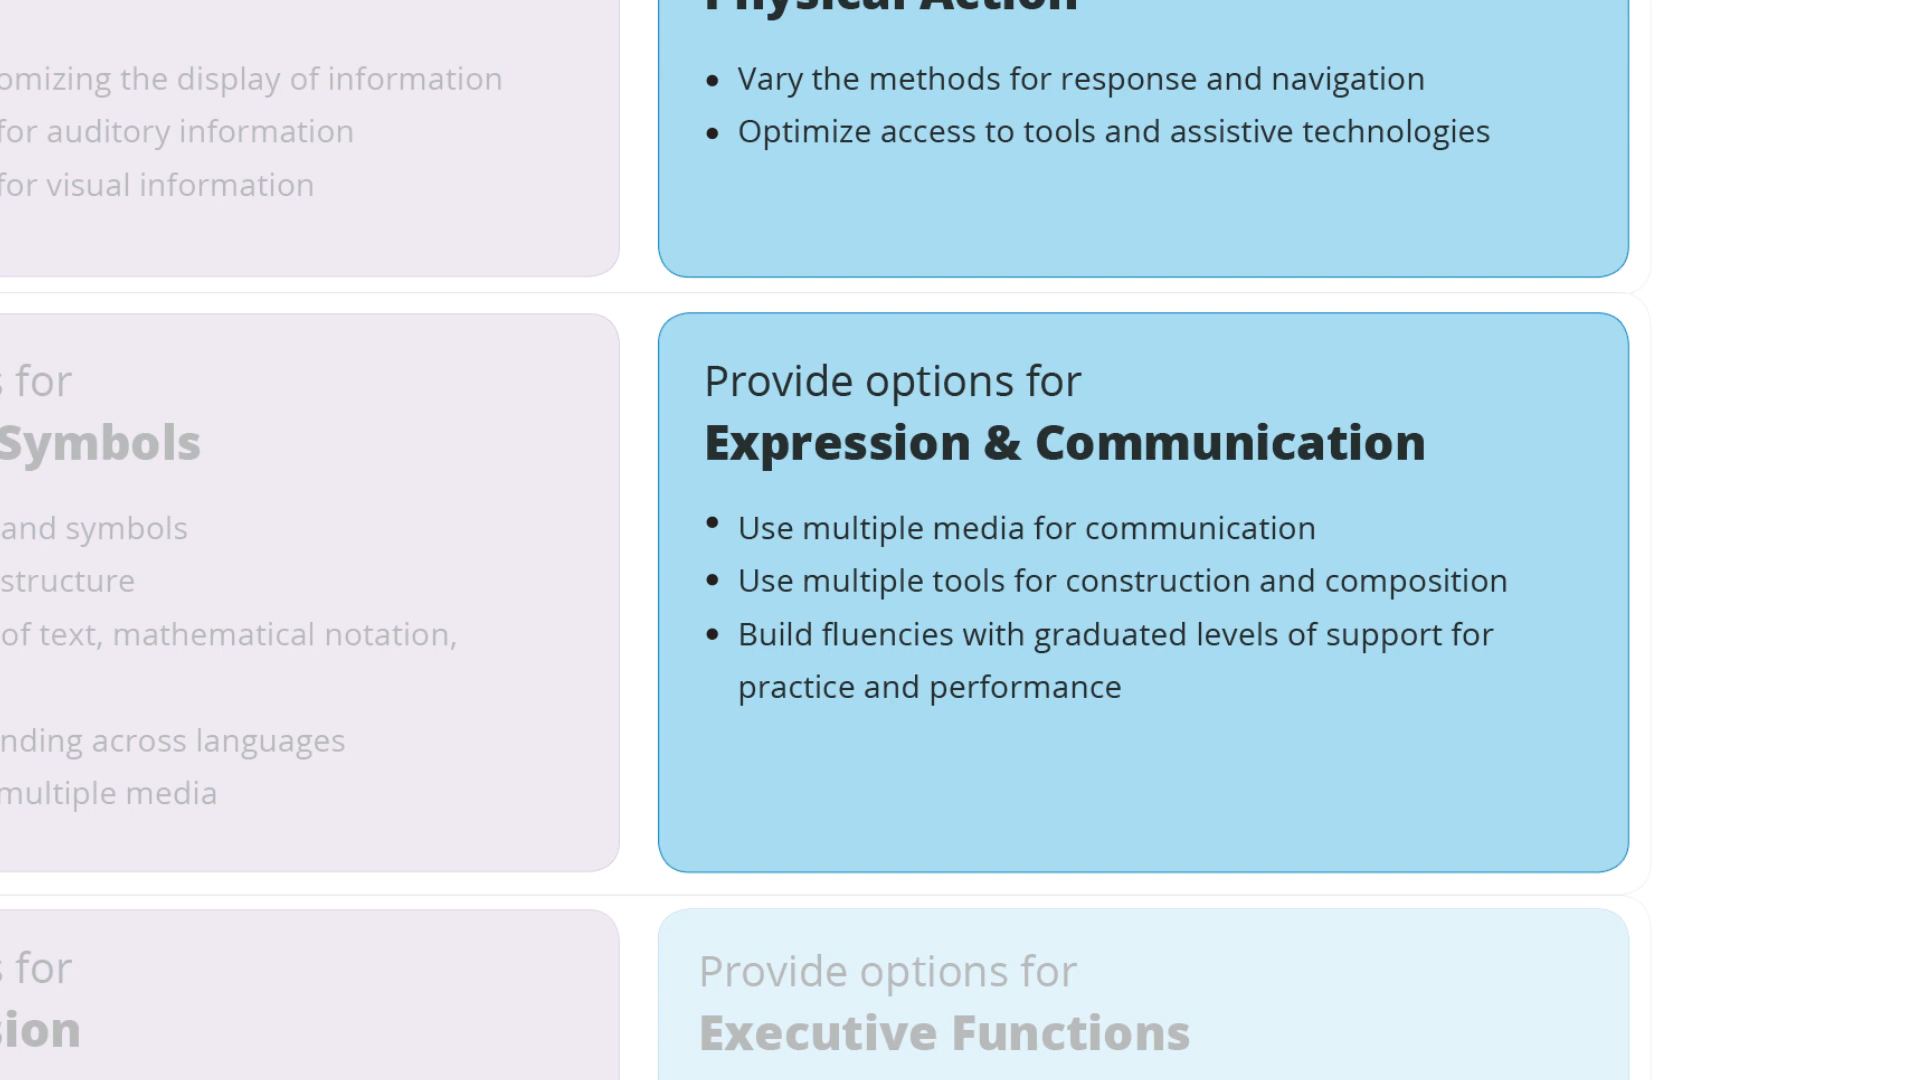 omizing the display of information
for auditory information
for visual information
Physical Action
Vary the methods for response and navigation
Optimize access to tools and assistive technologies
s for
Symbols
and symbols
structure
of text, mathematical notation,
nding across languages
multiple media
Provide options for
Expression & Communication
Use multiple media for communication
Use multiple tools for construction and composition
Build fluencies with graduated levels of support for
practice and performance
s for
sion
Provide options for
Executive Functions